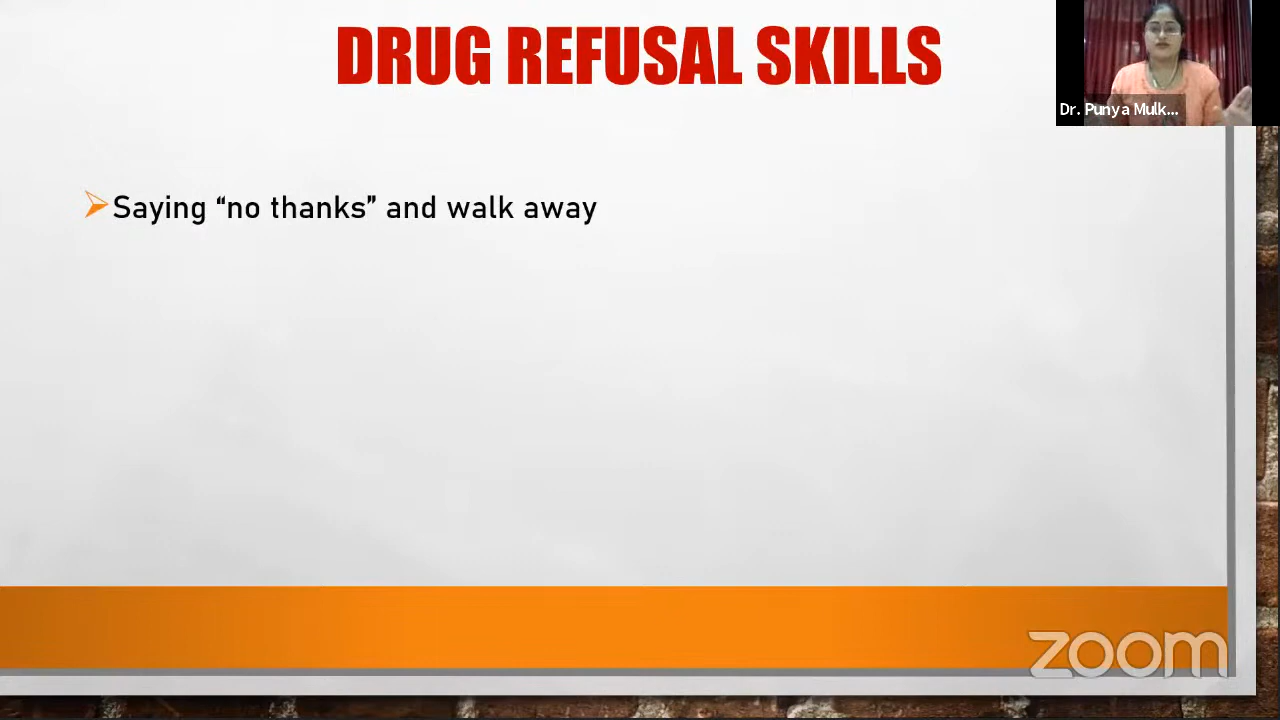 DRUG REFUSAL SKILLS
Dr. Punya Mulk...
Saying “no thanks” and walk away
zoom